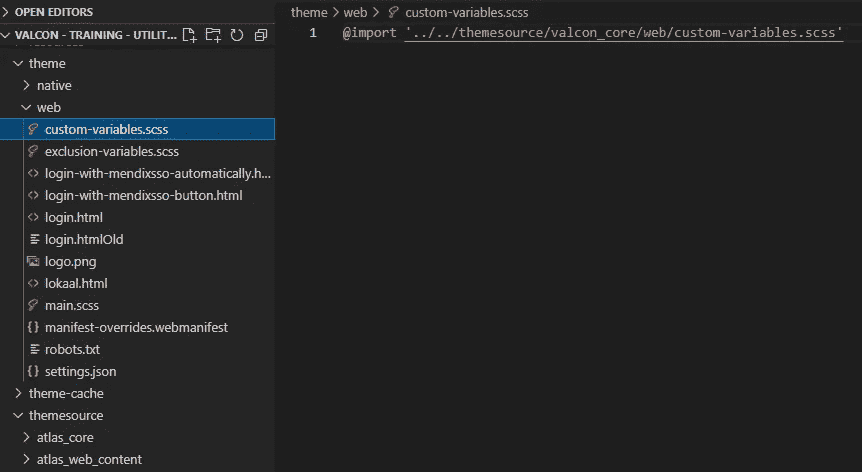 OPEN EDITORS
VALCON - TRAINING - UTILIT...
theme
native
web
custom-variables.scss
exclusion-variables.scss
login-with-mendixsso-automatically.h...
login-with-mendixsso-button.html
login.html
login.htmlOld
logo.png
lokaal.html
main.scss
manifest-overrides.webmanifest
robots.txt
settings.json
theme-cache
themesource
atlas_core
atlas_web_content
theme > web > custom-variables.scss
1 @import '../../themesource/valcon_core/web/custom-variables.scss'